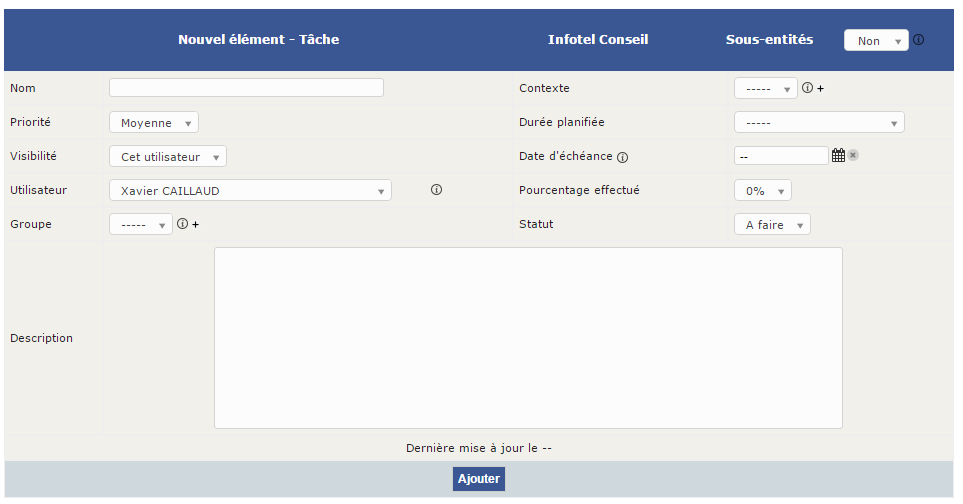 Nouvel élément - Tâche Infotel Conseil Sous-entités Non
Nom Contexte -----
Priorité Moyenne Durée planifiée -----
Visibilité Cet utilisateur Date d'échéance --
Utilisateur Xavier CAILLAUD Pourcentage effectué 0%
Groupe ----- Statut A faire
Description
Dernière mise à jour le --
Ajouter